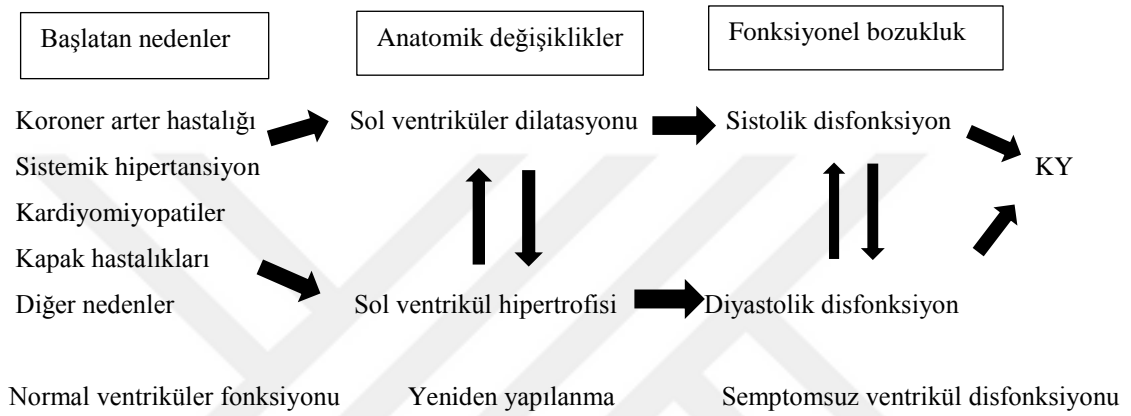 Başlatan nedenler
Anatomik değişiklikler
Fonksiyonel bozukluk
Koroner arter hastalığı
Sol ventriküler dilatasyonu
Sistolik disfonksiyon
Sistemik hipertansiyon
KY
Kardiyomiyopatiler
Kapak hastalıkları
Diğer nedenler
Sol ventrikül hipertrofisi
Diyastolik disfonksiyon
Normal ventriküler fonksiyonu
Yeniden yapılanma
Semptomsuz ventrikül disfonksiyonu